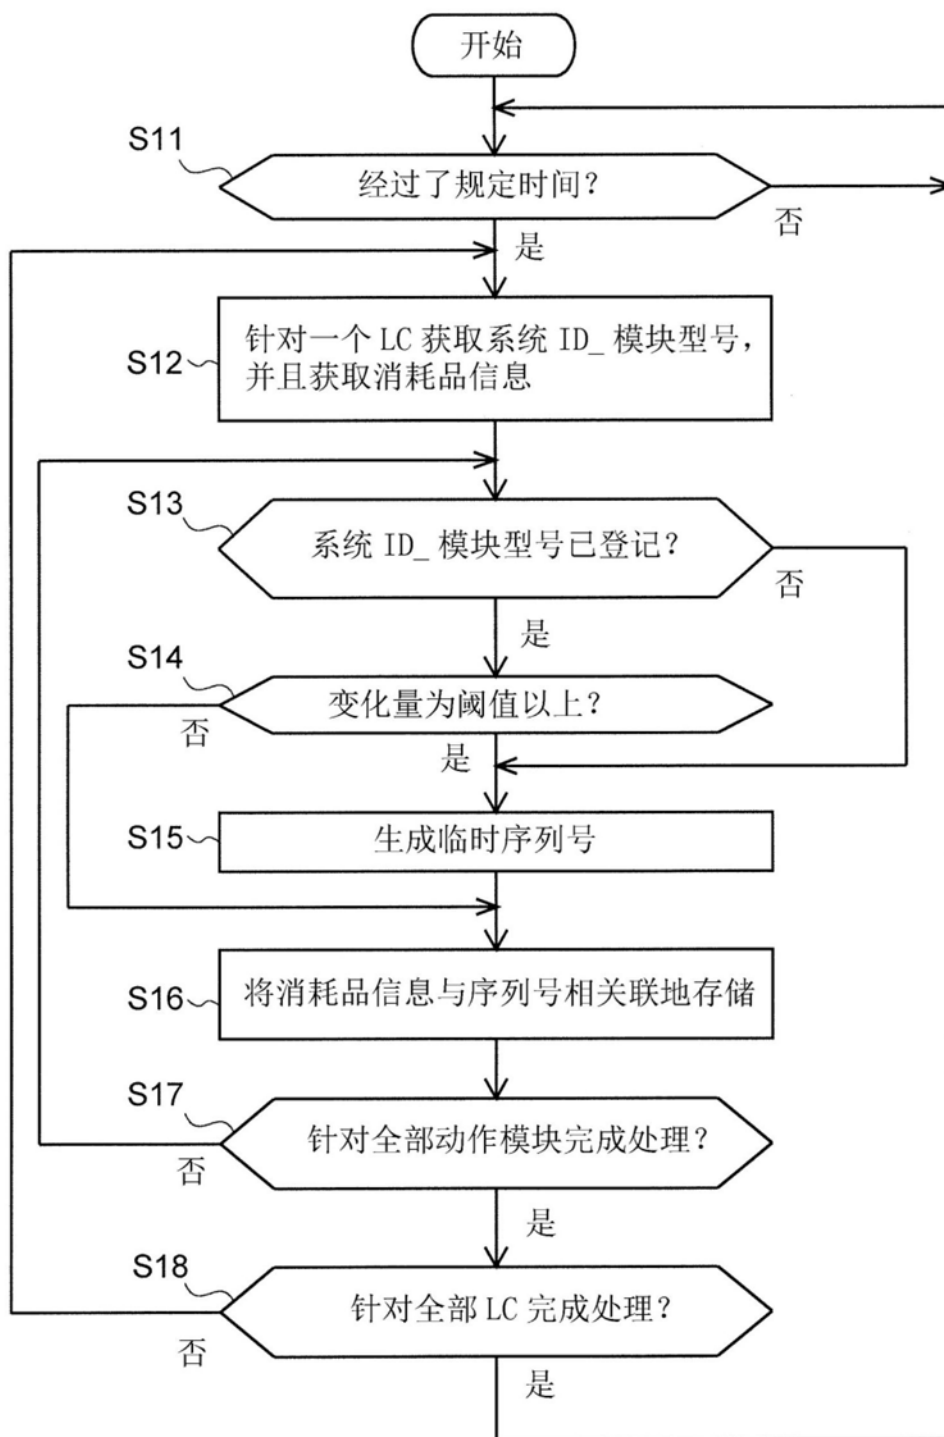 开始
S11
经过了规定时间？
否
是
S12
针对一个 LC 获取系统 ID_ 模块型号，
并且获取消耗品信息
S13
系统 ID_ 模块型号已登记？
否
是
S14
变化量为阈值以上？
否
是
S15
生成临时序列号
S16
将消耗品信息与序列号相关联地存储
S17
针对全部动作模块完成处理？
否
是
S18
针对全部 LC 完成处理？
否
是